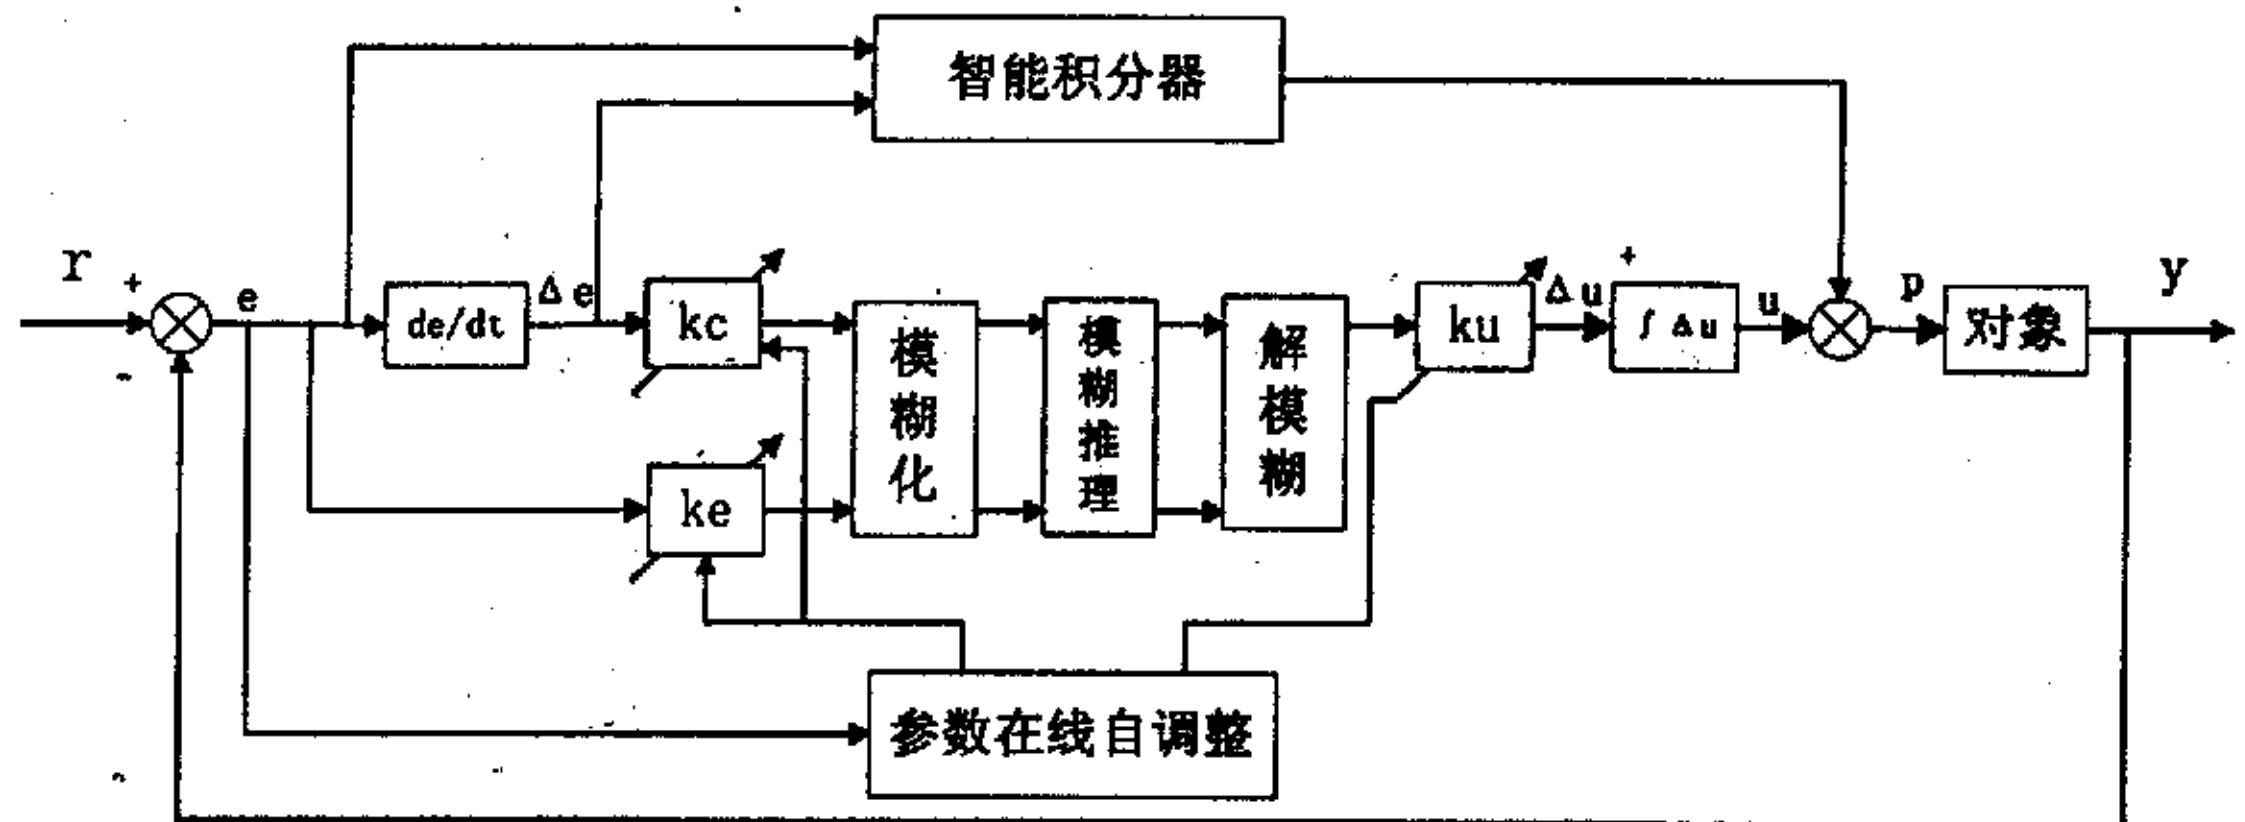 智能积分器
r
+
-
e
de/dt
Δe
kc
模糊化
模糊推理
解模糊
ku
Δu
+
∫Δu
u
p
对象
y
ke
参数在线自调整